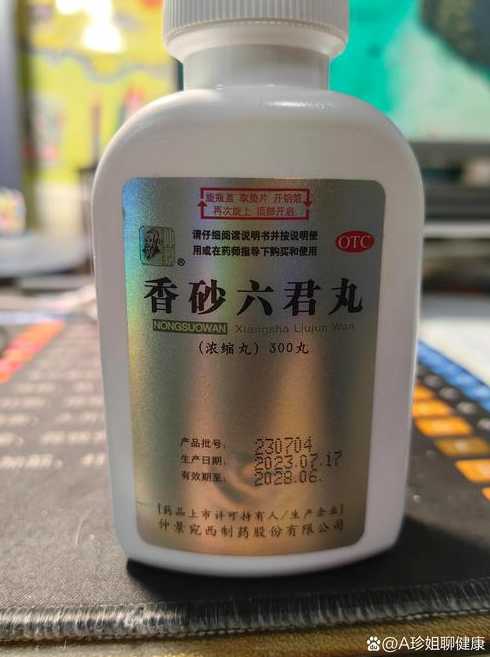 旋瓶盖 取垫片 开铝箔
再次旋上 顶部开启
请仔细阅读说明书并按说明使
用或在药师指导下购买和使用
OTC
®
香砂六君丸
NONGSUOWAN Xiangsha Liujun Wan
(浓缩丸) 300丸
产品批号: 230704
生产日期: 2023.07.17
有效期至: 2028.06.
[药品上市许可持有人/生产企业]
仲景宛西制药股份有限公司
@A珍姐聊健康